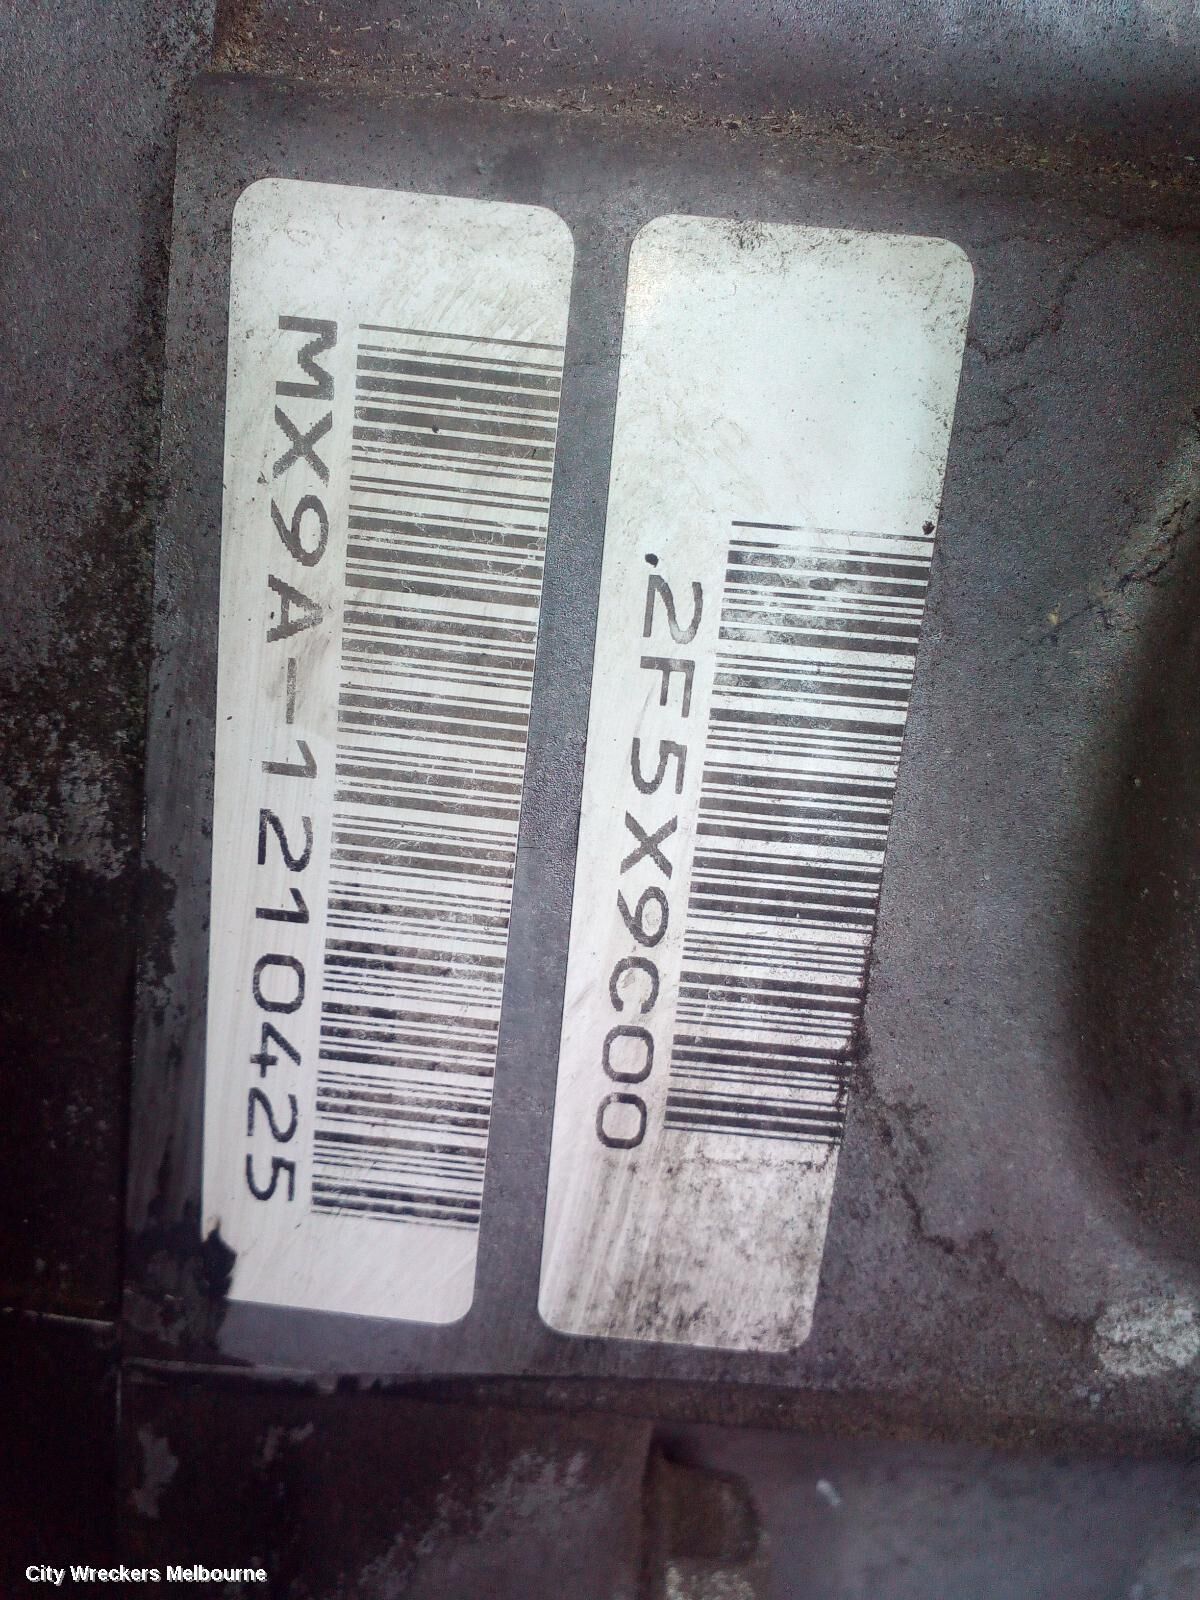 MX9A-1210425
.2F5X9C00
City Wreckers Melbourne